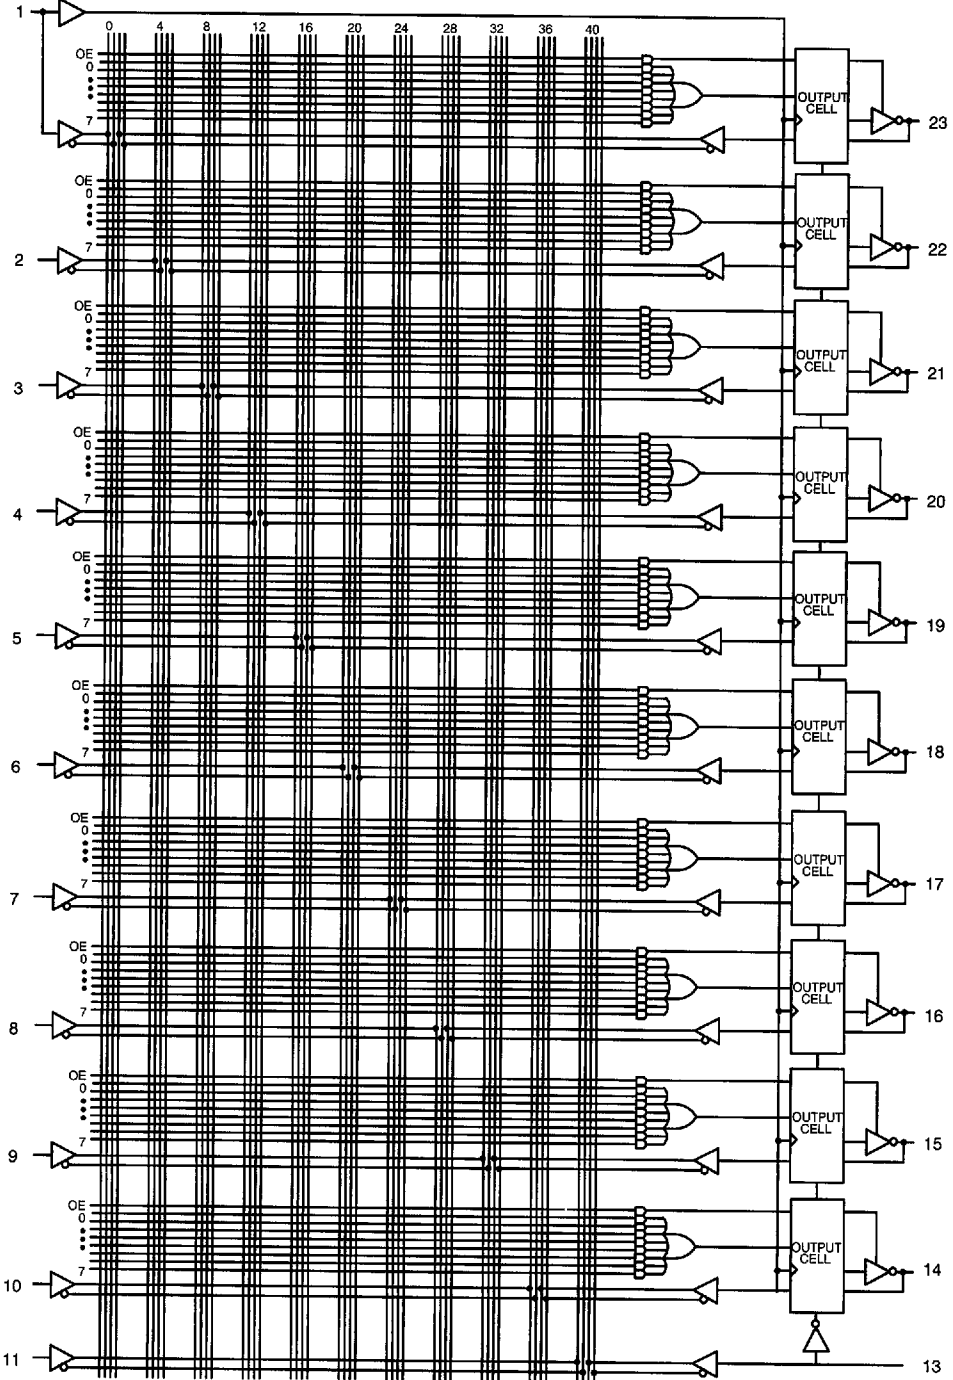 1
0 4 8 12 16 20 24 28 32 36 40
OE
0
7
OUTPUT
CELL
23
OE
0
7
OUTPUT
CELL
2
22
OE
0
7
OUTPUT
CELL
3
21
OE
0
7
OUTPUT
CELL
4
20
OE
0
7
OUTPUT
CELL
5
19
OE
0
7
OUTPUT
CELL
6
18
OE
0
7
OUTPUT
CELL
7
17
OE
0
7
OUTPUT
CELL
8
16
OE
0
7
OUTPUT
CELL
9
15
OE
0
7
OUTPUT
CELL
10
14
11
13